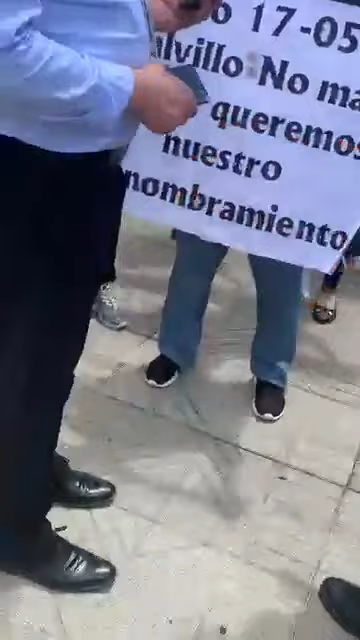 o 17-05
alvillo No ma
queremos
nuestro
nombramiento